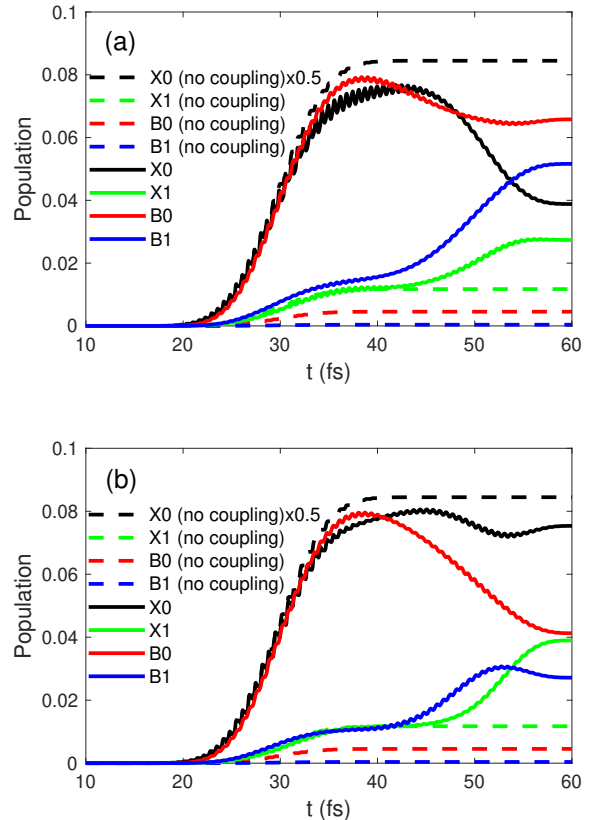 (a)
0.1
0.08
0.06
0.04
0.02
0
Population
X0 (no coupling)x0.5
X1 (no coupling)
B0 (no coupling)
B1 (no coupling)
X0
X1
B0
B1
10 20 30 40 50 60
t (fs)
(b)
0.1
0.08
0.06
0.04
0.02
0
Population
X0 (no coupling)x0.5
X1 (no coupling)
B0 (no coupling)
B1 (no coupling)
X0
X1
B0
B1
10 20 30 40 50 60
t (fs)